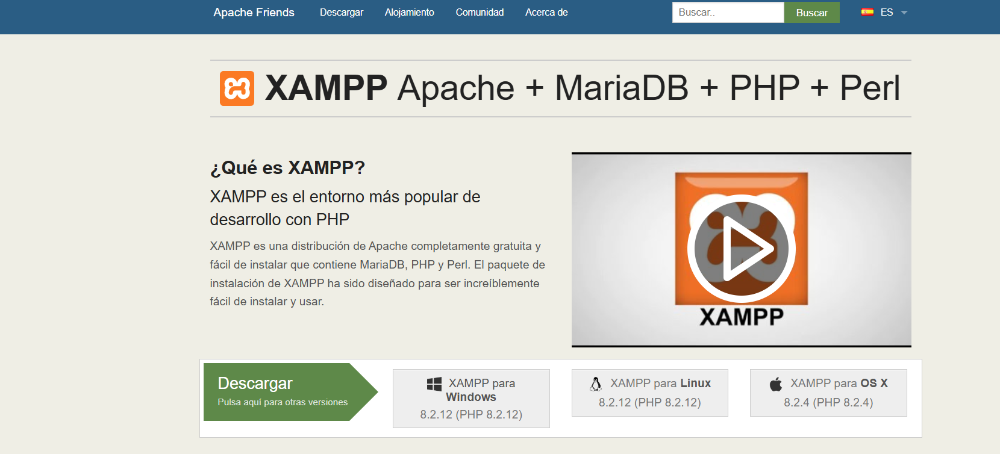 Apache Friends Descargar Alojamiento Comunidad Acerca de Buscar.. Buscar ES
XAMPP Apache + MariaDB + PHP + Perl
¿Qué es XAMPP?
XAMPP es el entorno más popular de
desarrollo con PHP
XAMPP es una distribución de Apache completamente gratuita y
fácil de instalar que contiene MariaDB, PHP y Perl. El paquete de
instalación de XAMPP ha sido diseñado para ser increíblemente
fácil de instalar y usar.
XAMPP
Descargar
Pulsa aquí para otras versiones
XAMPP para
Windows
8.2.12 (PHP 8.2.12)
XAMPP para Linux
8.2.12 (PHP 8.2.12)
XAMPP para OS X
8.2.4 (PHP 8.2.4)